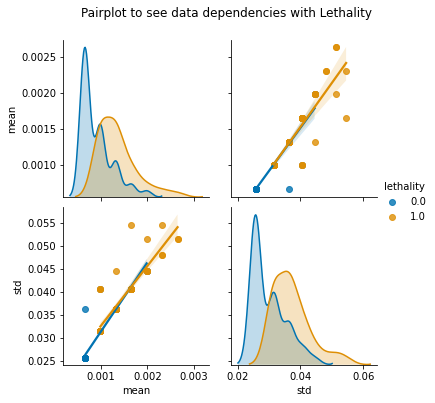 Pairplot to see data dependencies with Lethality
0.0025
0.0020
0.0015
0.0010
mean
lethality
0.0
1.0
0.055
0.050
0.045
0.040
0.035
0.030
0.025
std
0.001 0.002 0.003
mean
0.02 0.04 0.06
std